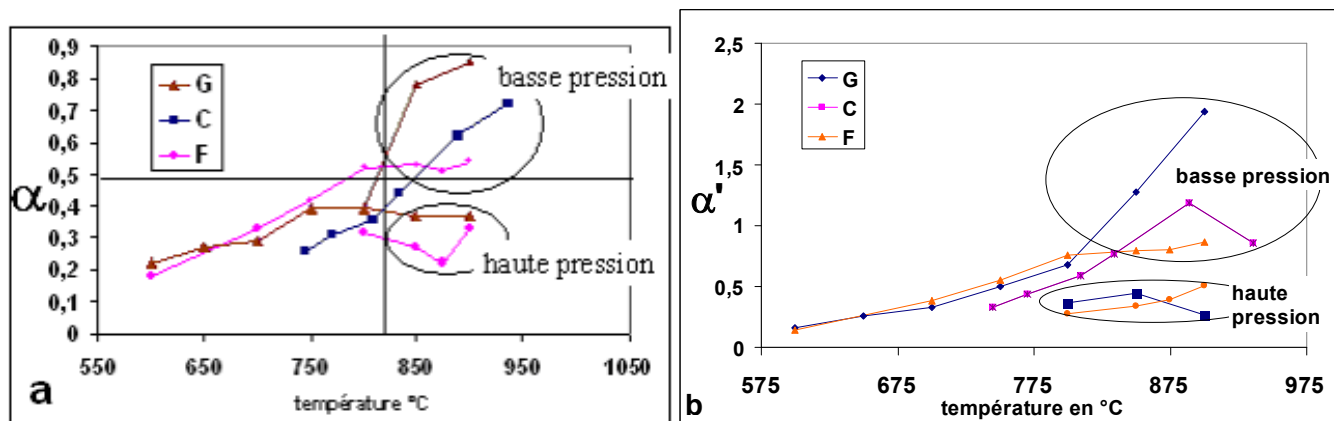 0,9
0,8
0,7
0,6
0,5
0,4
0,3
0,2
0,1
0
α
G
C
F
basse pression
haute pression
550 650 750 850 950 1050
température °C
a
2,5
2
1,5
1
0,5
0
α'
G
C
F
basse pression
haute
pression
575 675 775 875 975
température en °C
b